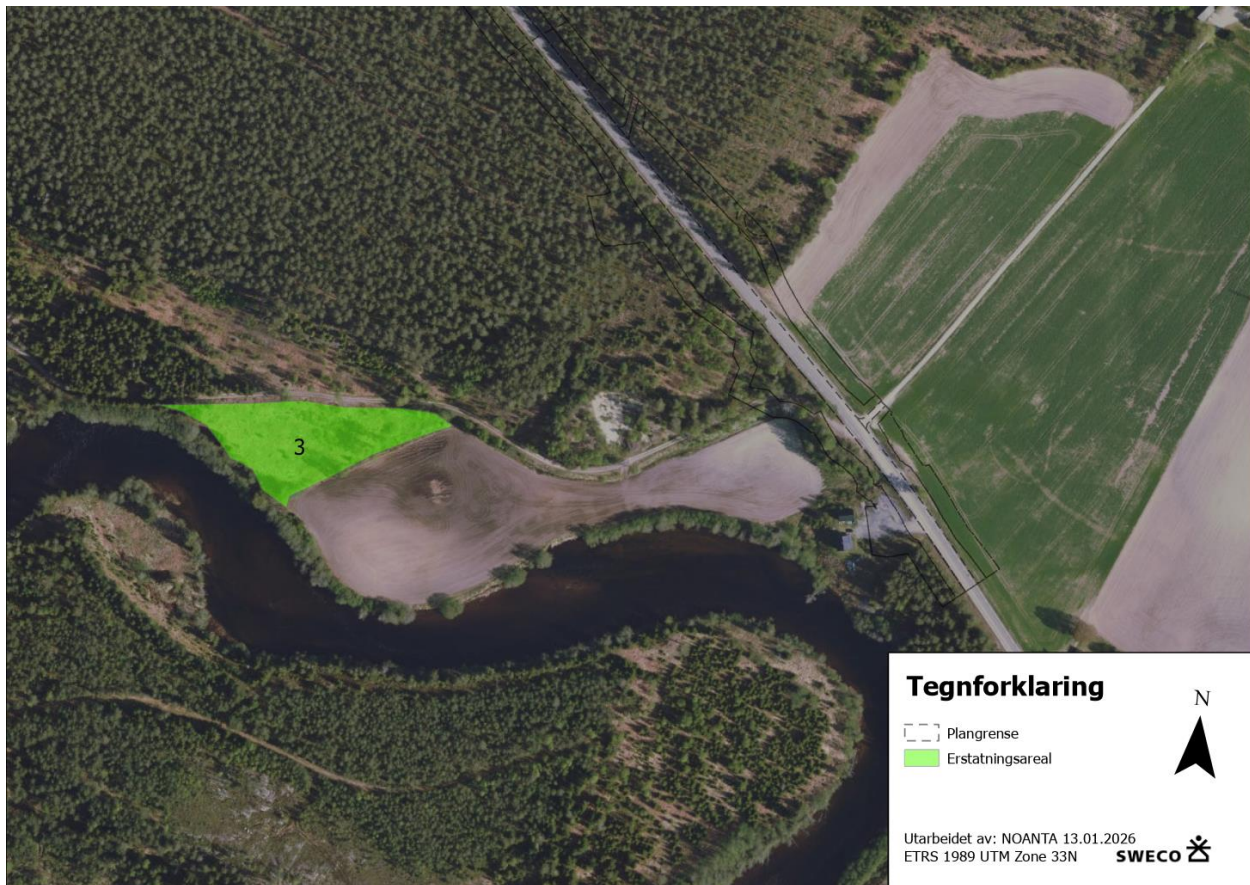 3
Tegnforklaring
N
Plangrense
Erstatningsareal
Utarbeidet av: NOANTA 13.01.2026
ETRS 1989 UTM Zone 33N
SWECO